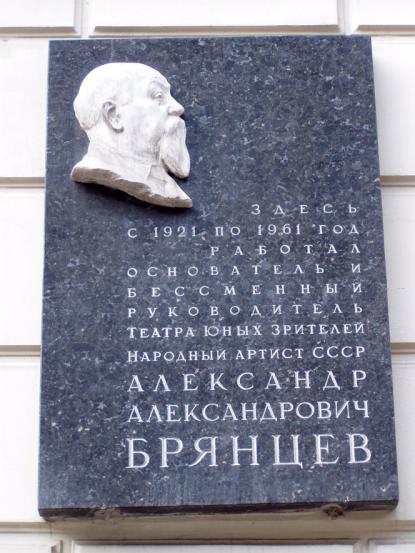 ЗДЕСЬ
С 1921 ПО 1961 ГОД
РАБОТАЛ
ОСНОВАТЕЛЬ И
БЕССМЕННЫЙ
РУКОВОДИТЕЛЬ
ТЕАТРА ЮНЫХ ЗРИТЕЛЕЙ
НАРОДНЫЙ АРТИСТ СССР
АЛЕКСАНДР
АЛЕКСАНДРОВИЧ
БРЯНЦЕВ